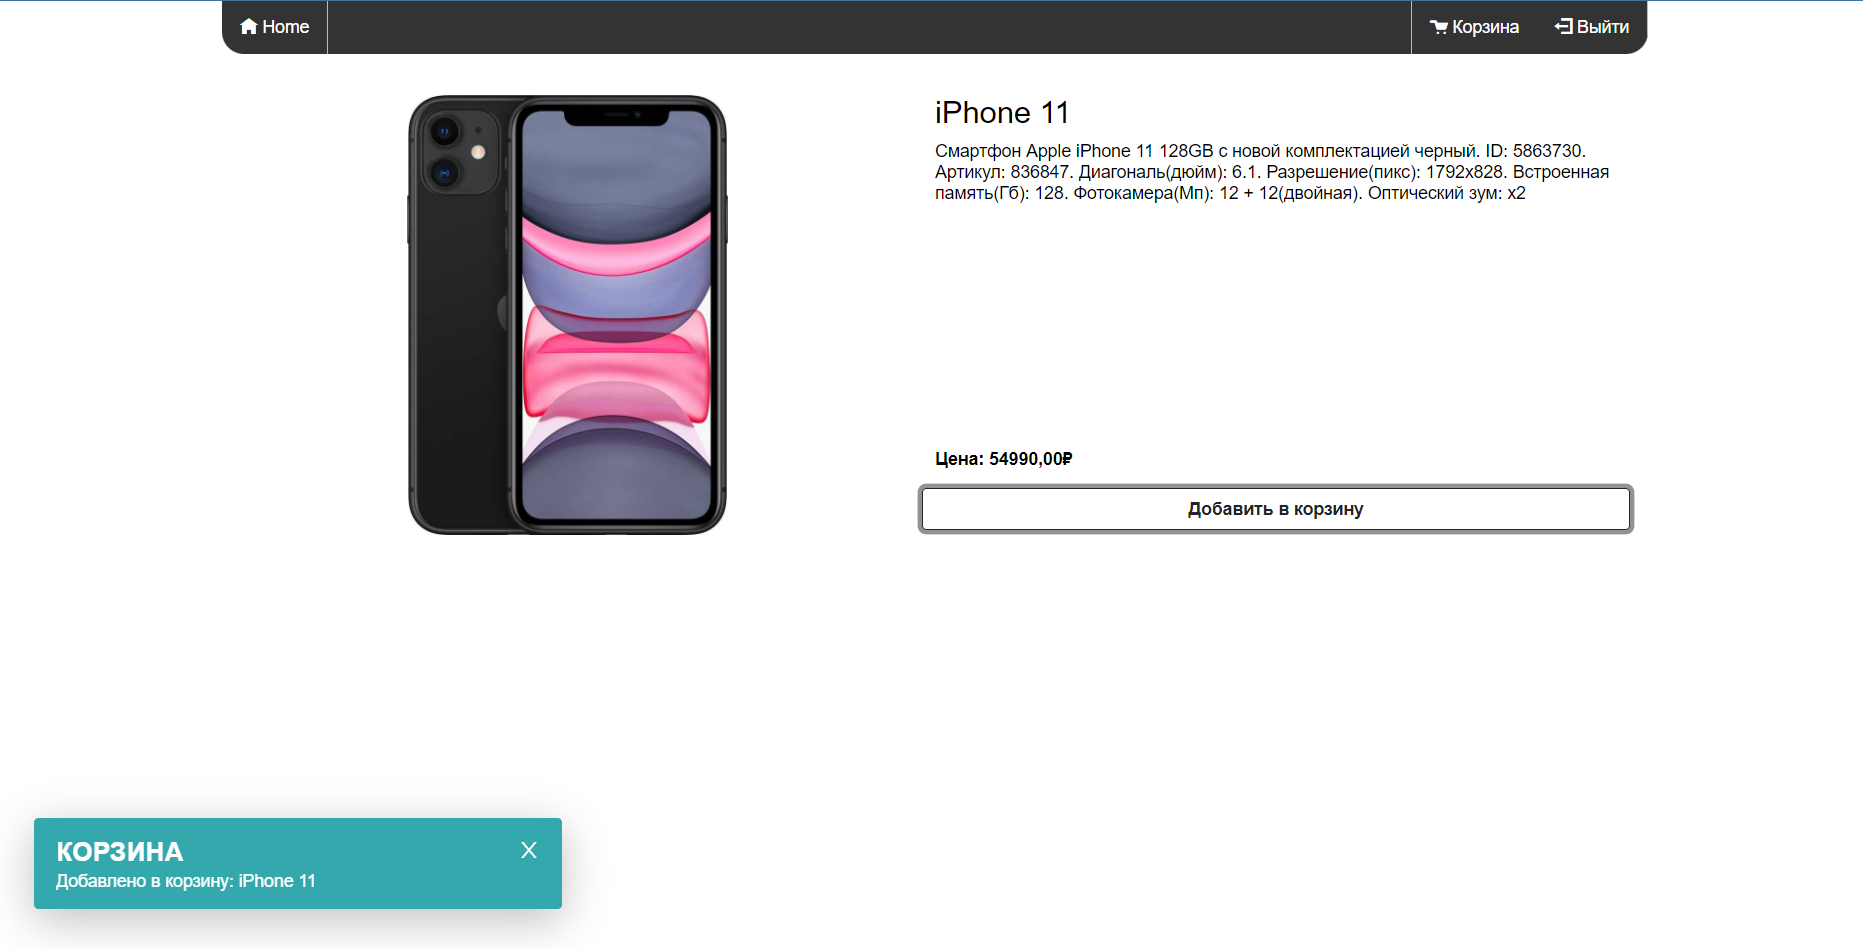 Home
Корзина
Выйти
iPhone 11
Смартфон Apple iPhone 11 128GB с новой комплектацией черный. ID: 5863730.
Артикул: 836847. Диагональ(дюйм): 6.1. Разрешение(пикс): 1792x828. Встроенная
память(Гб): 128. Фотокамера(Мп): 12 + 12(двойная). Оптический зум: x2
Цена: 54990,00₽
Добавить в корзину
КОРЗИНА
X
Добавлено в корзину: iPhone 11